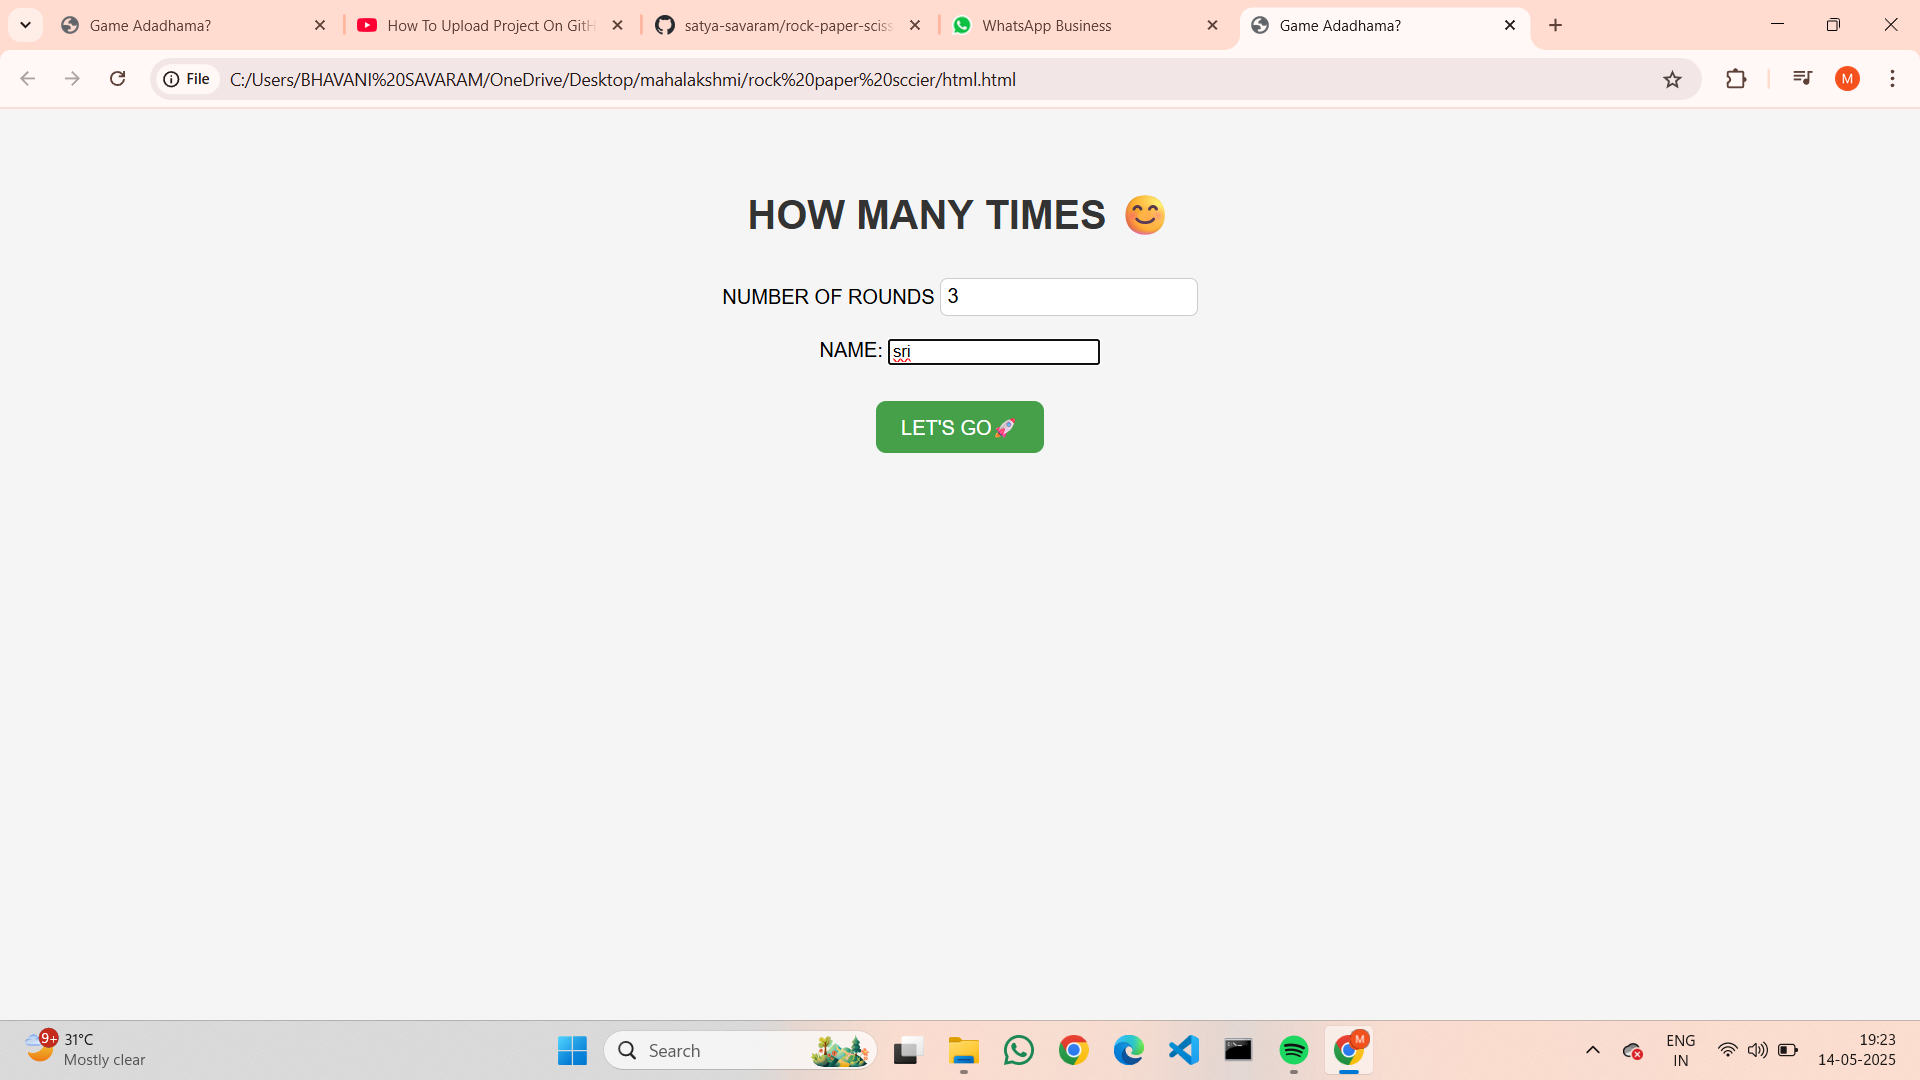 Game Adadhama?
How To Upload Project On GitH
satya-savaram/rock-paper-sciss
WhatsApp Business
Game Adadhama?
File
C:/Users/BHAVANI%20SAVARAM/OneDrive/Desktop/mahalakshmi/rock%20paper%20sccier/html.html
M
HOW MANY TIMES 😊
NUMBER OF ROUNDS 3
NAME: sri
LET'S GO🚀
9+
31°C
Mostly clear
Search
M
ENG
IN
19:23
14-05-2025